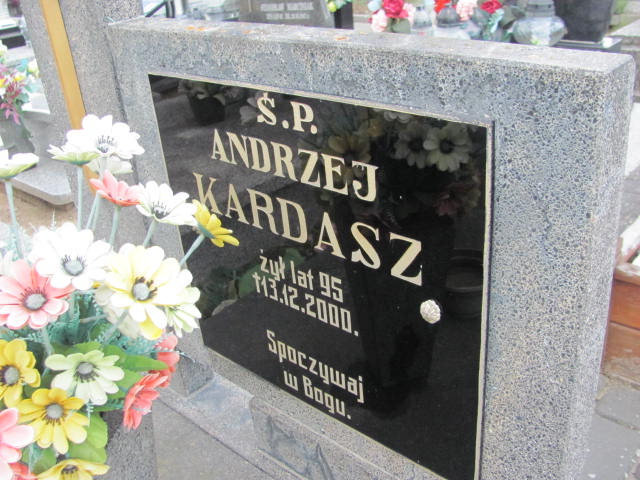 Ś.P.
ANDRZEJ
KARDASZ
żył lat 95
†13.12.2000.
Spoczywaj
w Bogu.